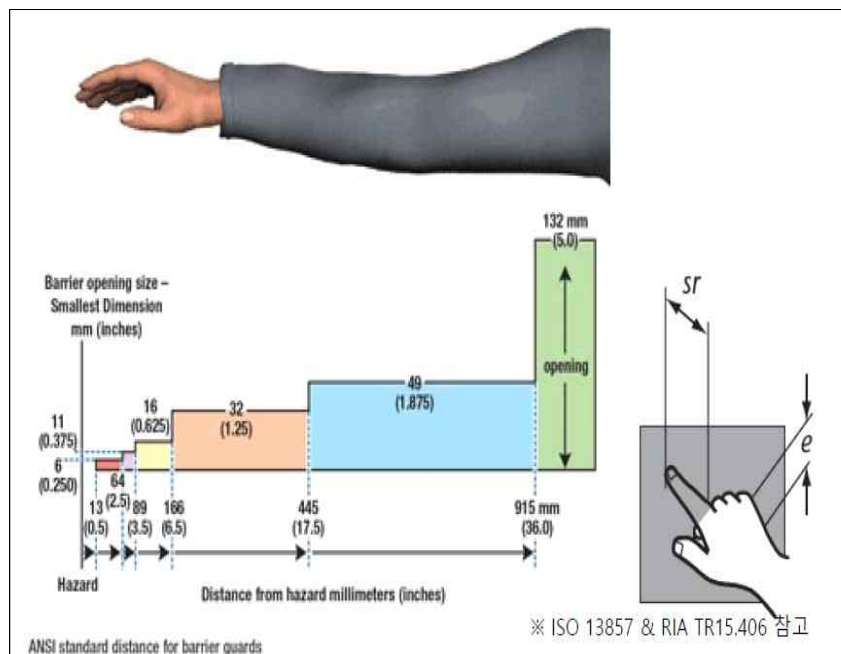 132 mm
(5.0)
Barrier opening size –
Smallest Dimension
mm (inches)
sr
opening
49
(1.875)
32
(1.25)
16
(0.625)
11
(0.375)
6
(0.250)
e
64
(2.5)
13
(0.5)
89
(3.5)
166
(6.5)
445
(17.5)
915 mm
(36.0)
Hazard
Distance from hazard millimeters (inches)
※ ISO 13857 & RIA TR15.406 참고
ANSI standard distance for barrier guards